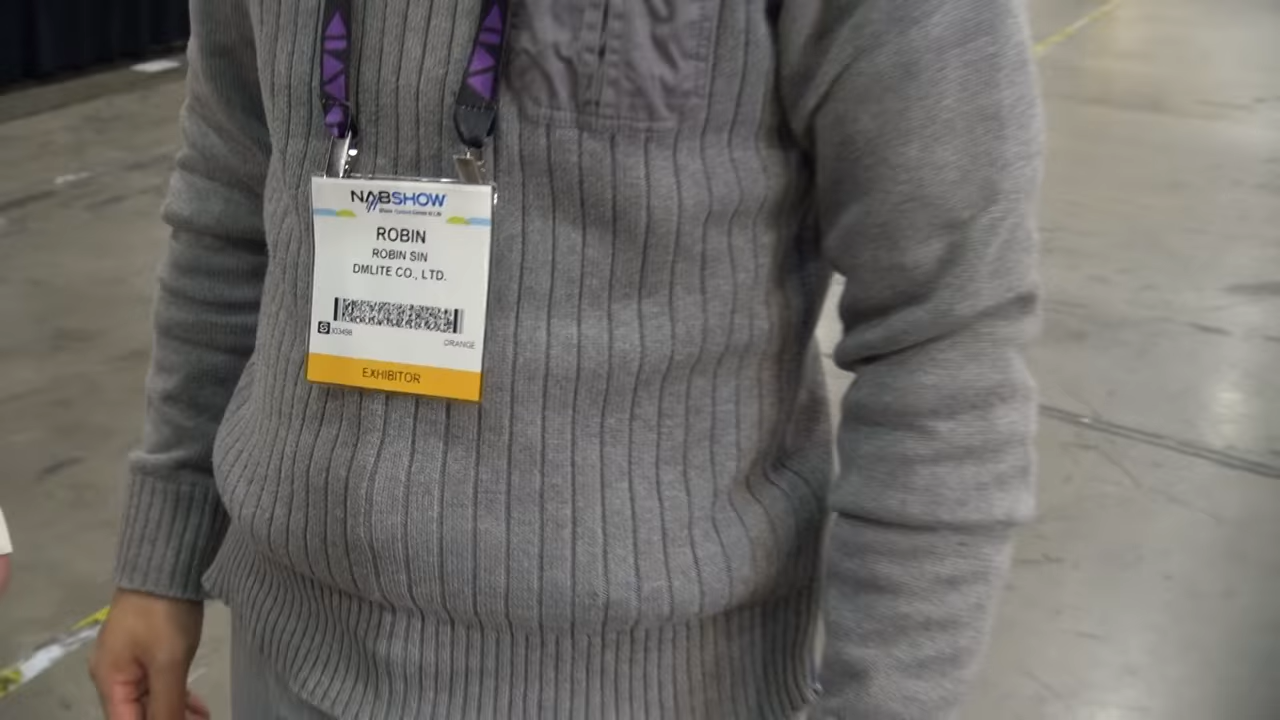 NABSHOW
ROBIN
ROBIN SIN
DMLITE CO., LTD.
ORANGE
EXHIBITOR